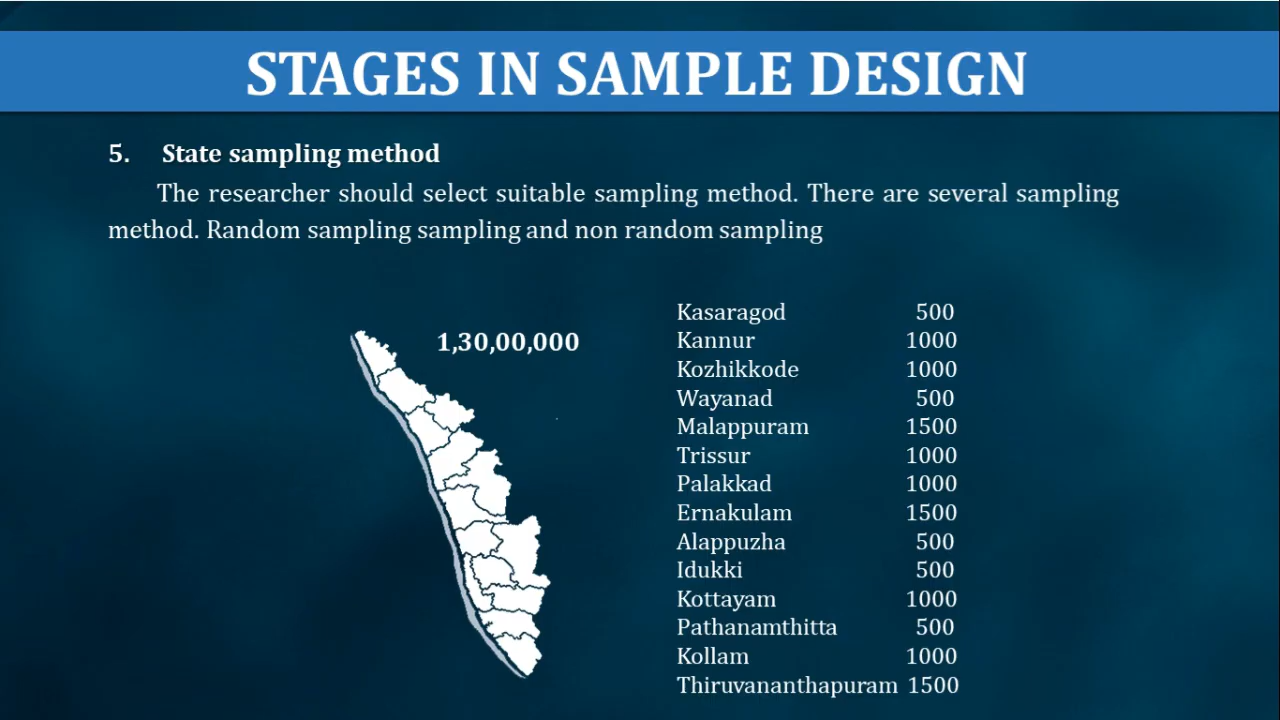 STAGES IN SAMPLE DESIGN
5. State sampling method
The researcher should select suitable sampling method. There are several sampling
method. Random sampling sampling and non random sampling
1,30,00,000
Kasaragod 500
Kannur 1000
Kozhikkode 1000
Wayanad 500
Malappuram 1500
Trissur 1000
Palakkad 1000
Ernakulam 1500
Alappuzha 500
Idukki 500
Kottayam 1000
Pathanamthitta 500
Kollam 1000
Thiruvananthapuram 1500